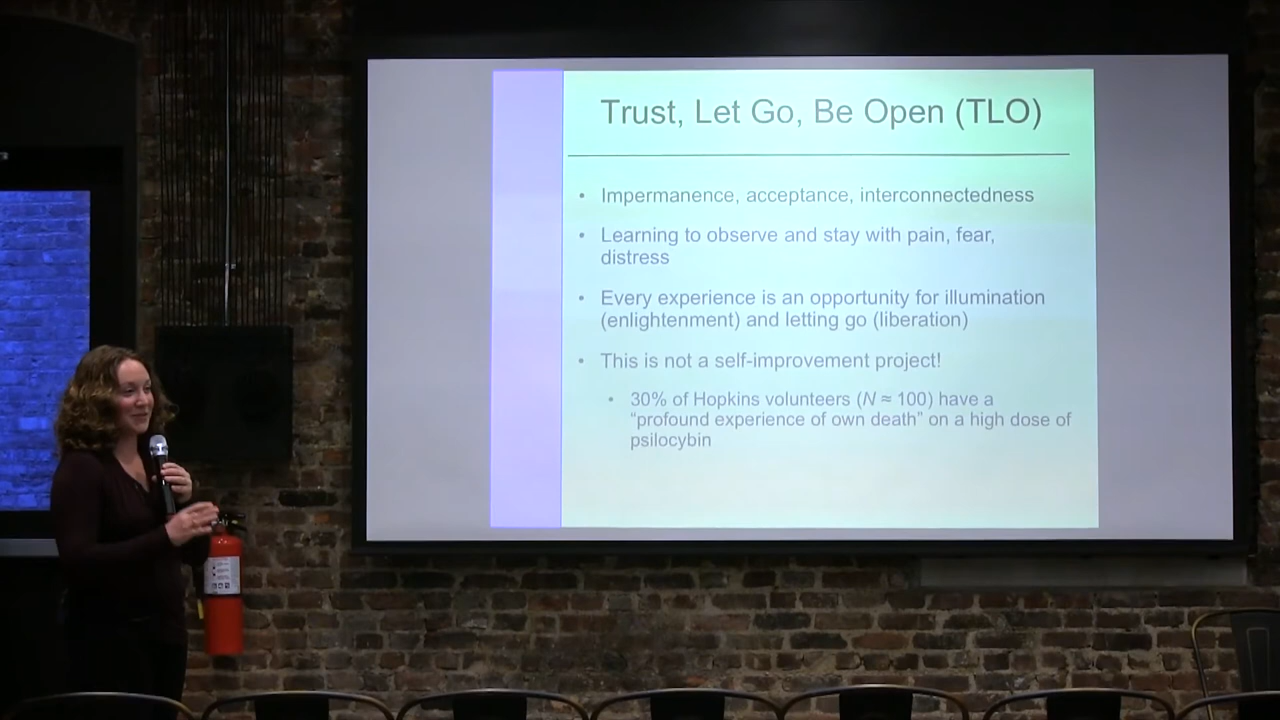 Trust, Let Go, Be Open (TLO)
• Impermanence, acceptance, interconnectedness
• Learning to observe and stay with pain, fear,
distress
• Every experience is an opportunity for illumination
(enlightenment) and letting go (liberation)
• This is not a self-improvement project!
• 30% of Hopkins volunteers (N ≈ 100) have a
“profound experience of own death” on a high dose of
psilocybin